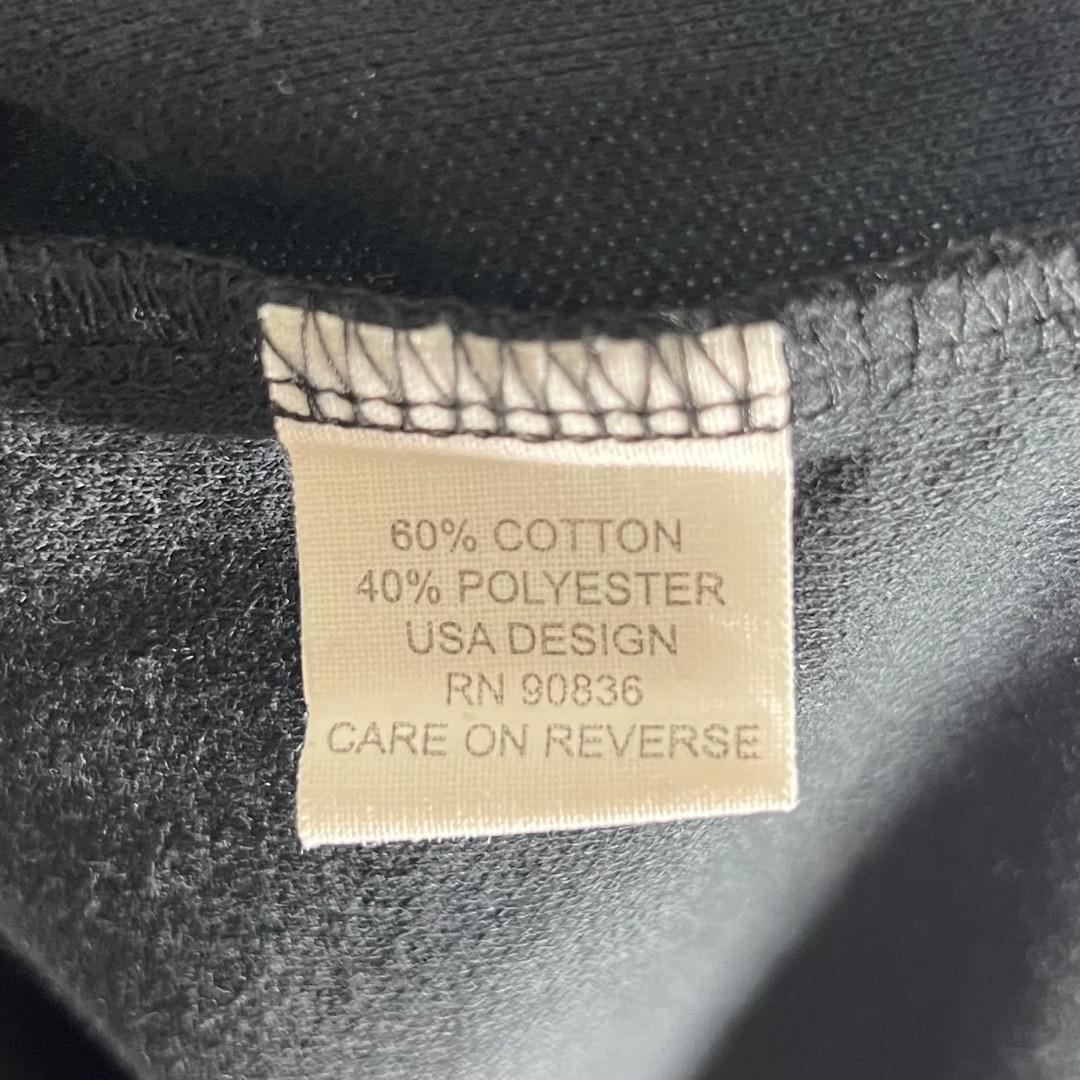 60% COTTON
40% POLYESTER
USA DESIGN
RN 90836
CARE ON REVERSE